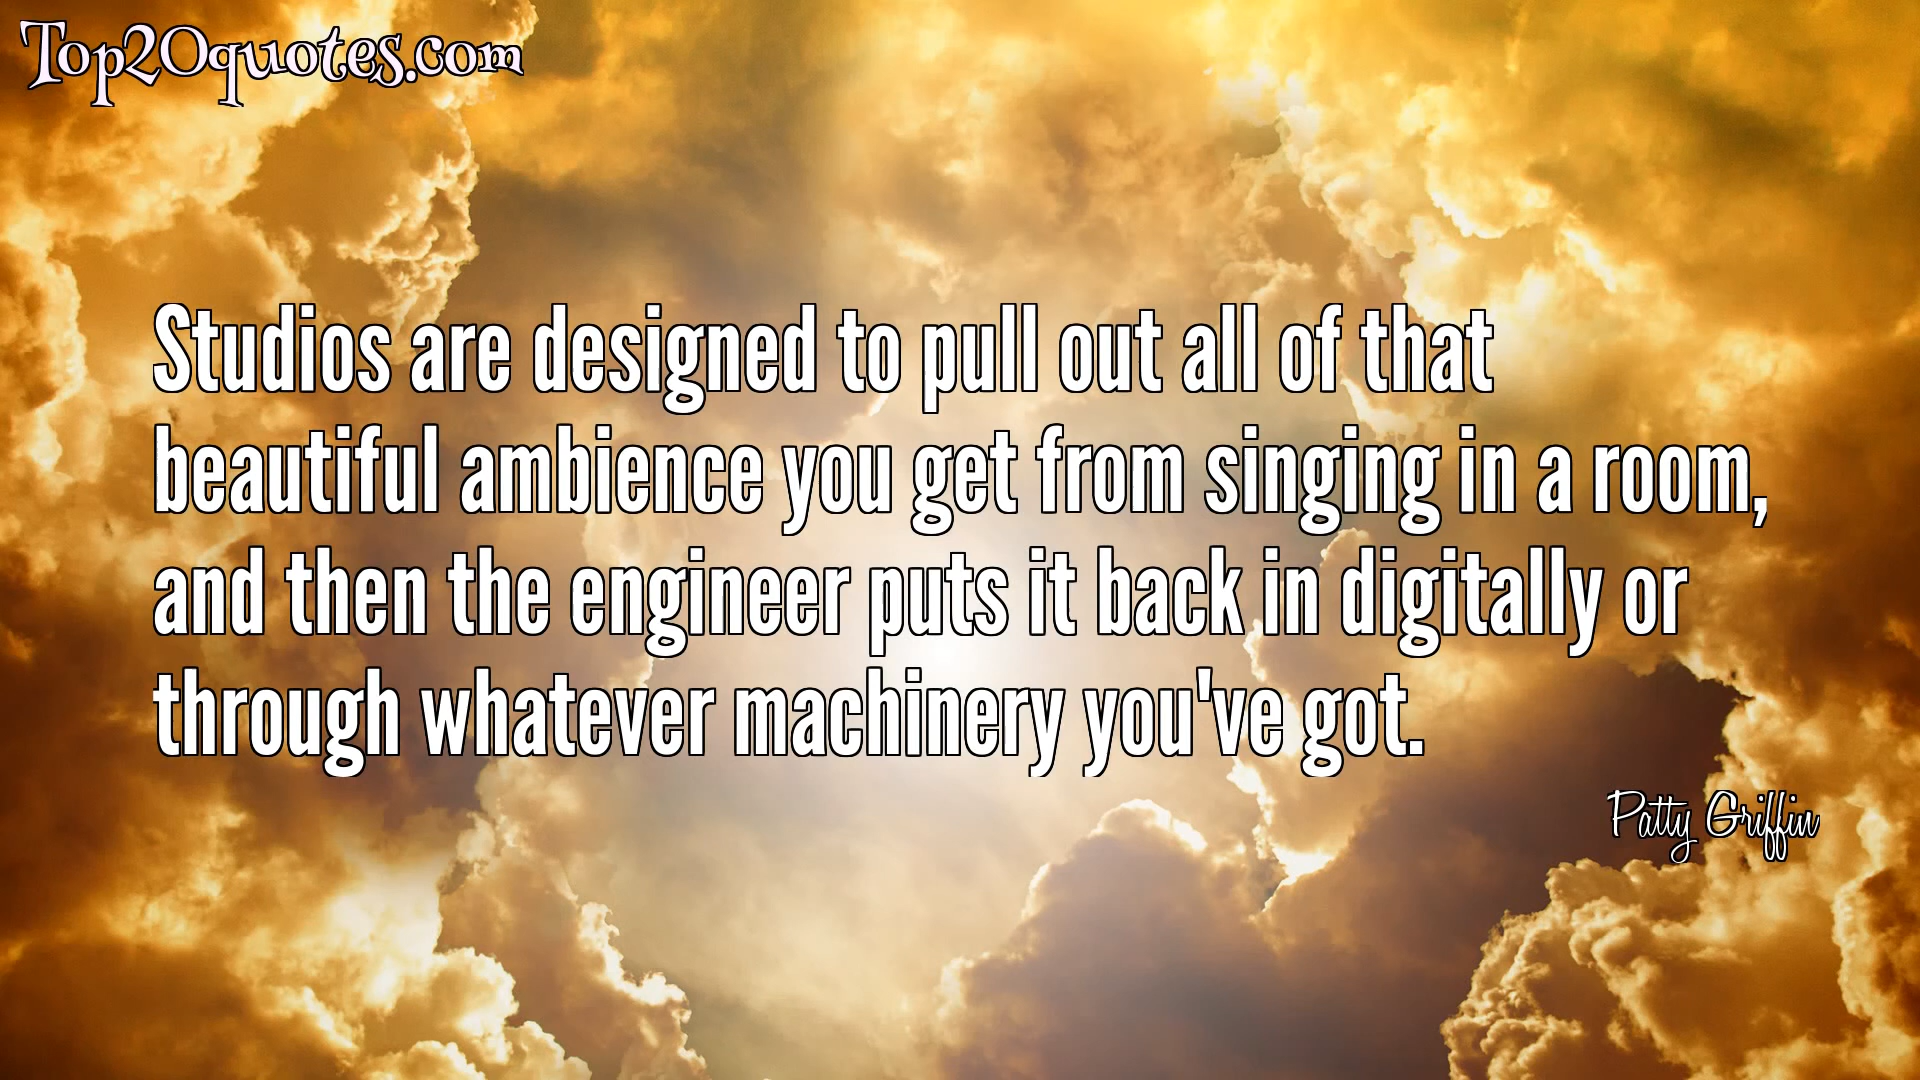 Top20quotes.com
Studios are designed to pull out all of that
beautiful ambience you get from singing in a room,
and then the engineer puts it back in digitally or
through whatever machinery you've got.
Patty Griffin